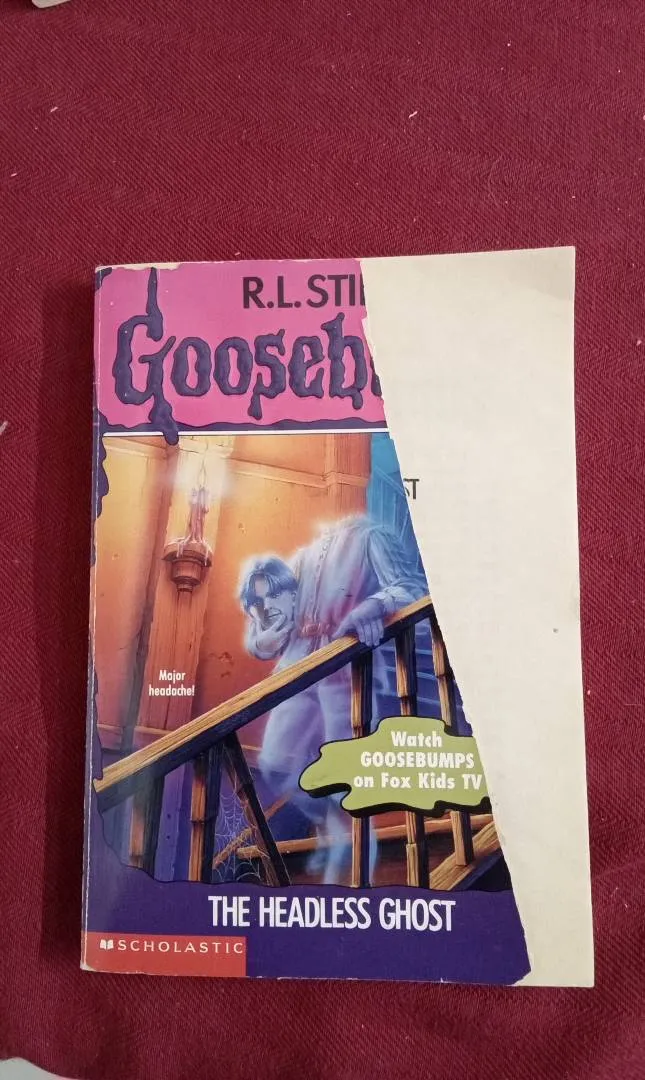 R.L. STI
Gooseb
ST
Major
headache!
Watch
GOOSEBUMPS
on Fox Kids TV
THE HEADLESS GHOST
SCHOLASTIC